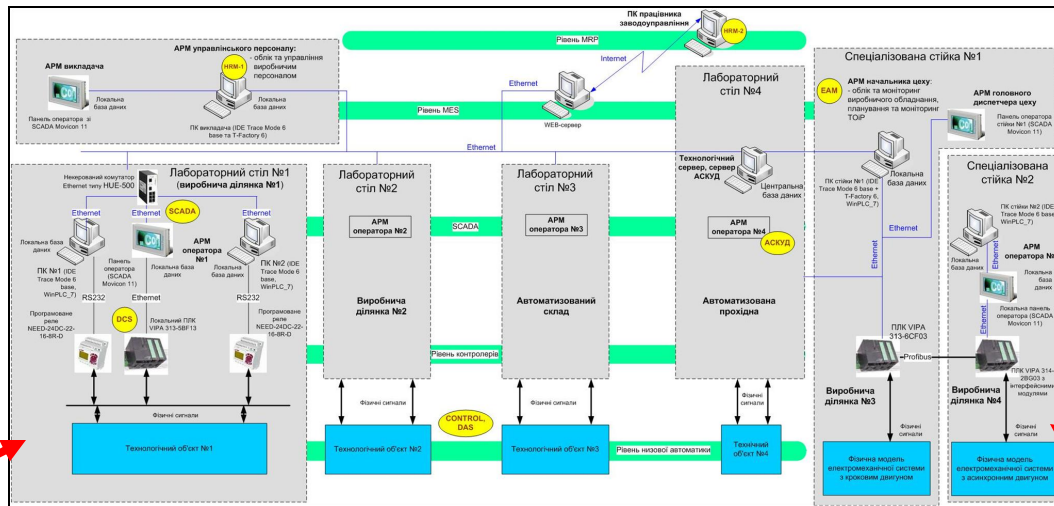 ПК працівника
заводоуправління
HRM-2
Рівень MRP
Internet
Ethernet
WEB-сервер
Рівень MES
АРМ управлінського персоналу:
- облік та управління
виробничим
персоналом
HRM-1
АРМ викладача
Локальна
база даних
Панель оператора зі
SCADA Movicon 11
Локальна
база даних
ПК викладача (IDE Trace Mode 6
base та T-Factory 6)
Ethernet
Некерований комутатор
Ethernet типу HUE-500
Лабораторний стіл №1
(виробнича ділянка №1)
Ethernet
Ethernet
Ethernet
SCADA
Локальна база
даних
АРМ
оператора
№1
Локальна
база даних
ПК №1 (IDE
Trace Mode 6
base,
WinPLC_7)
Панель
оператора
(SCADA
Movicon 11)
Локальна база
даних
ПК №2 (IDE
Trace Mode 6
base,
WinPLC_7)
RS232
Ethernet
RS232
Програмоване
реле
NEED-24DC-22-
16-8R-D
DCS
Локальний ПЛК
VIPA 313-5BF13
Програмоване
реле
NEED-24DC-22-
16-8R-D
Фізичні сигнали
Фізичні сигнали
Технологічний об'єкт №1
Лабораторний
стіл №2
АРМ
оператора №2
Виробнича
ділянка №2
Фізичні
сигнали
Технологічний об'єкт №2
SCADA
Рівень контролерів
CONTROL,
DAS
Лабораторний
стіл №3
АРМ
оператора №3
Автоматизований
склад
Фізичні
сигнали
Технологічний об'єкт №3
Рівень низової автоматики
Лабораторний
стіл №4
Технологічний
сервер, сервер
АСКУД
Центральна
база даних
АРМ
оператора №4
АСКУД
Автоматизована
прохідна
Фізичні
сигнали
Технічний
об'єкт №4
Спеціалізована стійка №1
EAM
АРМ начальника цеху:
- облік та моніторинг
виробничого обладнання,
планування та моніторинг
ТОіР
АРМ головного
диспетчера цеху
Панель оператора
стійки №1 (SCADA
Movicon 11)
Локальна
база даних
ПК стійки №1 (IDE
Trace Mode 6 base +
T-Factory 6,
WinPLC_7)
Ethernet
Ethernet
ПЛК VIPA
313-6CF03
Profibus
Виробнича
ділянка №3
Фізичні
сигнали
Фізична модель
електромеханічної системи
з кроковим двигуном
Спеціалізована
стійка №2
ПК стійки №2 (IDE
Trace Mode 6 base,
WinPLC_7)
АРМ
Локальна
база даних
Ethernet
Локальна
база
даних
Локальна панель
оператора (SCADA
Movicon 11)
Ethernet
ПЛК VIPA 314-
2BG03 з
інтерфейсними
модулями
Виробнича
ділянка №4
Фізичні
сигнали
Фізична модель
електромеханічної системи
з асинхронним двигуном